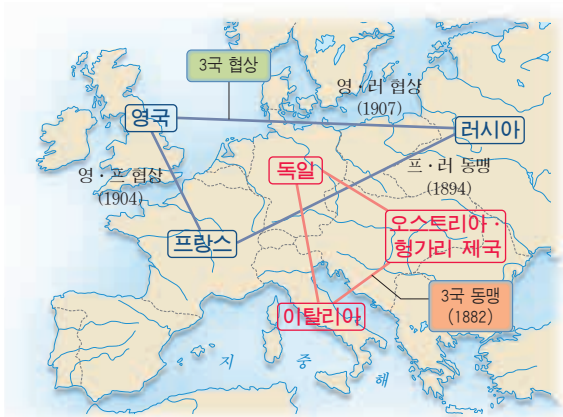 3국 협상
영·러 협상
(1907)
영국
러시아
영·프 협상
(1904)
독일
프·러 동맹
(1894)
프랑스
오스트리아·
헝가리 제국
이탈리아
3국 동맹
(1882)
지 중 해